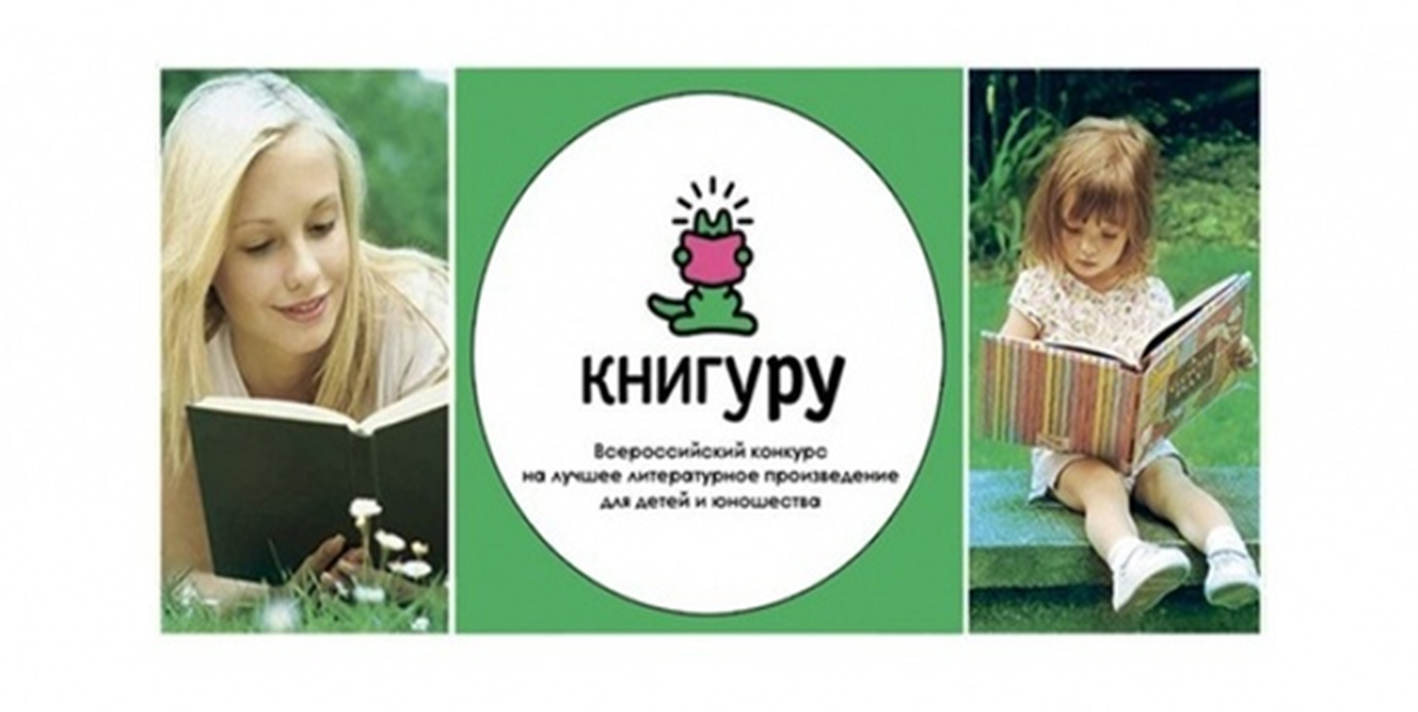 книгуру
Всероссийский конкурс
на лучшее литературное произведение
для детей и юношества